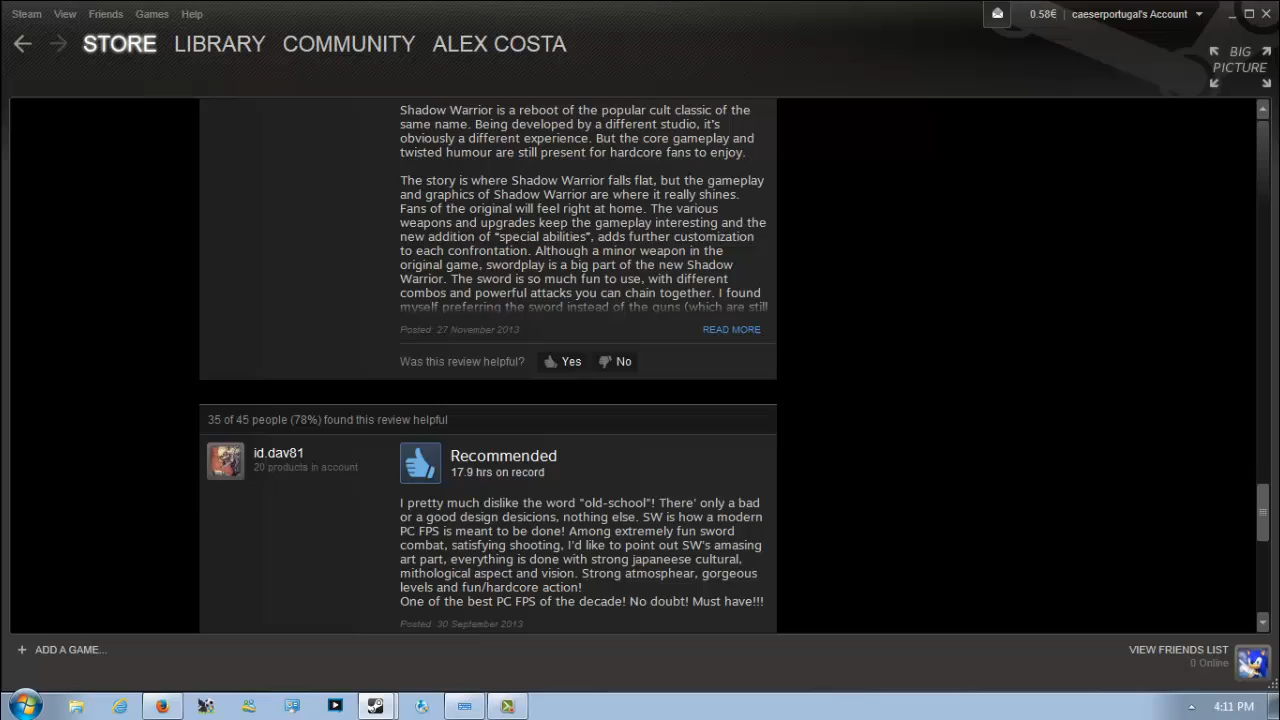 Steam View Friends Games Help
0.58€ caeserportugal's Account
STORE LIBRARY COMMUNITY ALEX COSTA
BIG
PICTURE
Shadow Warrior is a reboot of the popular cult classic of the
same name. Being developed by a different studio, it's
obviously a different experience. But the core gameplay and
twisted humour are still present for hardcore fans to enjoy.
The story is where Shadow Warrior falls flat, but the gameplay
and graphics of Shadow Warrior are where it really shines.
Fans of the original will feel right at home. The various
weapons and upgrades keep the gameplay interesting and the
new addition of "special abilities", adds further customization
to each confrontation. Although a minor weapon in the
original game, swordplay is a big part of the new Shadow
Warrior. The sword is so much fun to use, with different
combos and powerful attacks you can chain together. I found
myself preferring the sword instead of the guns (which are still
Posted: 27 November 2013 READ MORE
Was this review helpful? Yes No
35 of 45 people (78%) found this review helpful
id.dav81
20 products in account
Recommended
17.9 hrs on record
I pretty much dislike the word "old-school"! There' only a bad
or a good design desicions, nothing else. SW is how a modern
PC FPS is meant to be done! Among extremely fun sword
combat, satisfying shooting, I'd like to point out SW's amasing
art part, everything is done with strong japaneese cultural,
mithological aspect and vision. Strong atmosphear, gorgeous
levels and fun/hardcore action!
One of the best PC FPS of the decade! No doubt! Must have!!!
Posted: 30 September 2013
+ ADD A GAME...
VIEW FRIENDS LIST
0 Online
4:11 PM